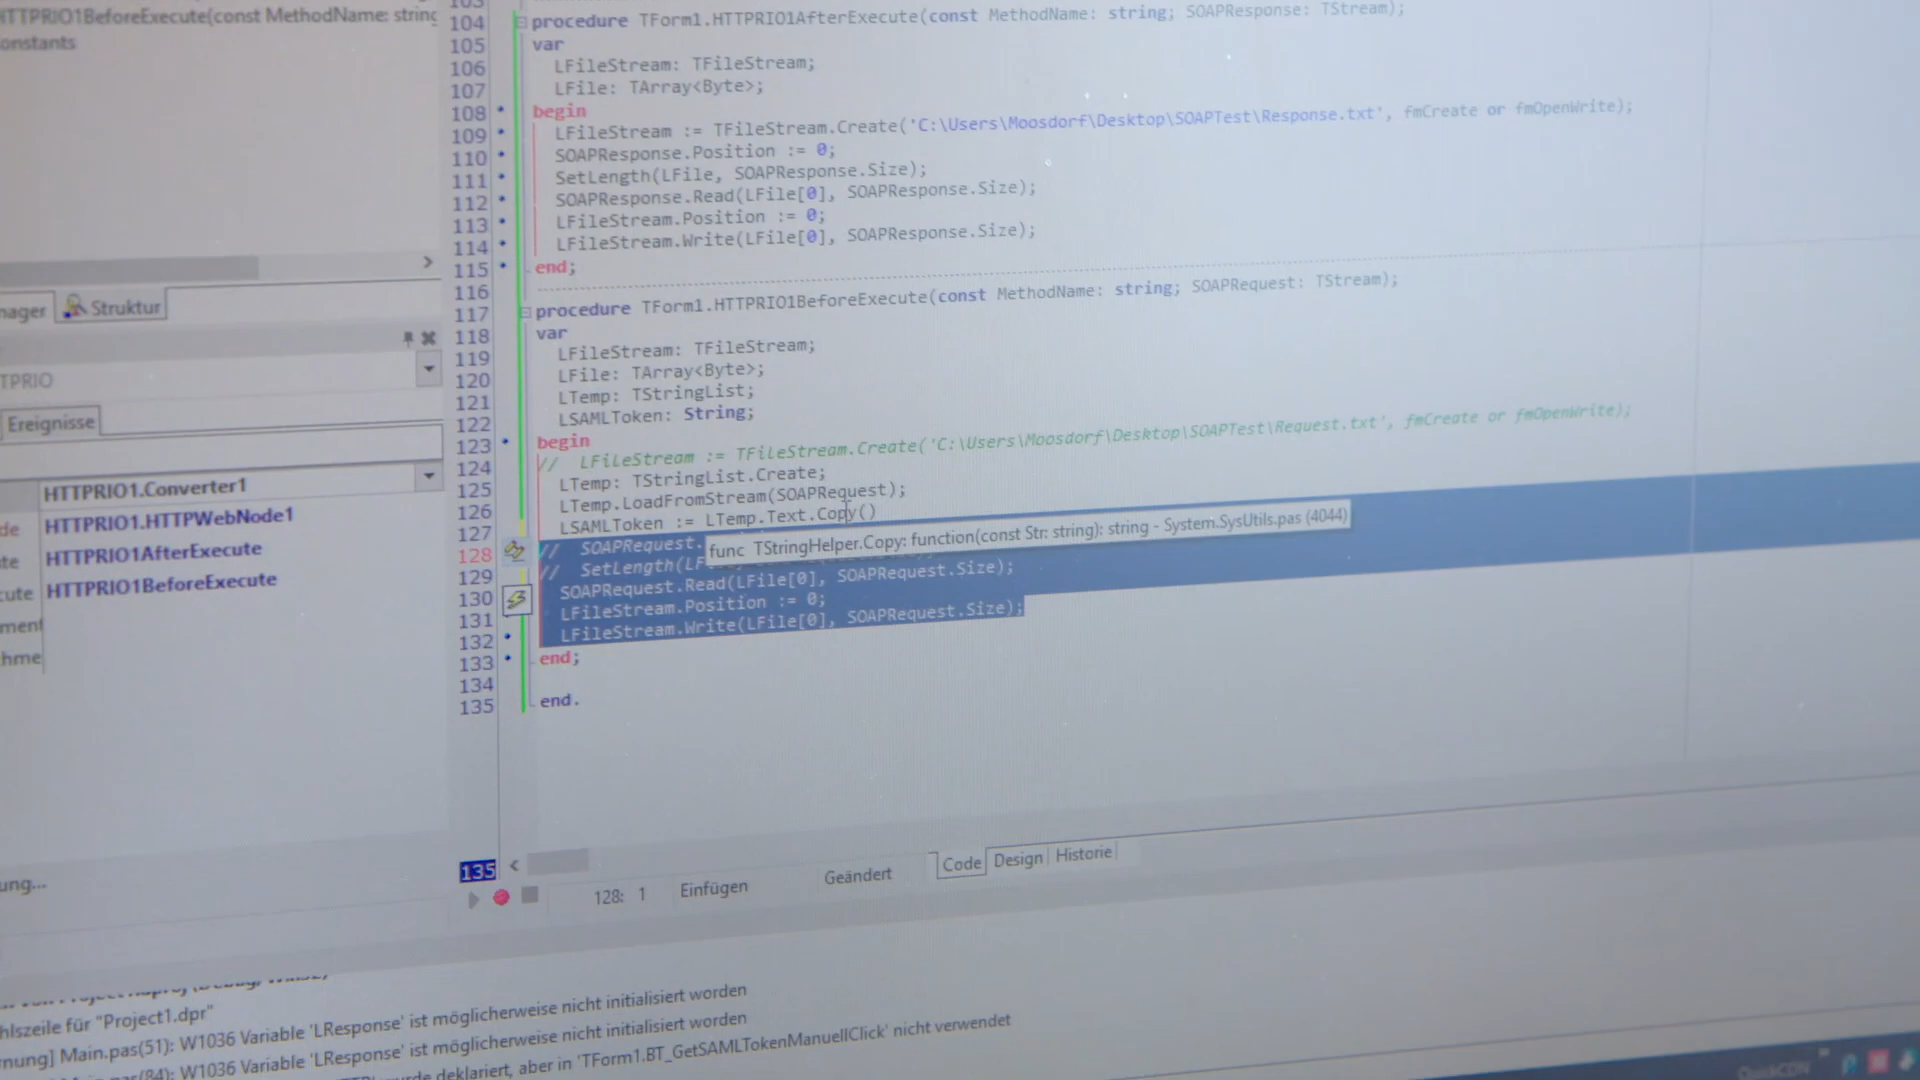 HTTPRIO1BeforeExecute(const MethodName: string
onstants
nager
Struktur
TPRIO
Ereignisse
HTTPRIO1.Converter1
de HTTPRIO1.HTTPWebNode1
te HTTPRIO1AfterExecute
cute HTTPRIO1BeforeExecute
ment
hme
ung...
104 procedure TForm1.HTTPRIO1AfterExecute(const MethodName: string; SOAPResponse: TStream);
105 var
106 LFileStream: TFileStream;
107 LFile: TArray<Byte>;
108 begin
109 LFileStream := TFileStream.Create('C:\Users\Moosdorf\Desktop\SOAPTest\Response.txt', fmCreate or fmOpenWrite);
110 SOAPResponse.Position := 0;
111 SetLength(LFile, SOAPResponse.Size);
112 SOAPResponse.Read(LFile[0], SOAPResponse.Size);
113 LFileStream.Position := 0;
114 LFileStream.Write(LFile[0], SOAPResponse.Size);
115 end;
116
117 procedure TForm1.HTTPRIO1BeforeExecute(const MethodName: string; SOAPRequest: TStream);
118 var
119 LFileStream: TFileStream;
120 LFile: TArray<Byte>;
121 LTemp: TStringList;
122 LSAMLToken: String;
123 begin
124 // LFileStream := TFileStream.Create('C:\Users\Moosdorf\Desktop\SOAPTest\Request.txt', fmCreate or fmOpenWrite);
125 LTemp: TStringList.Create;
126 LTemp.LoadFromStream(SOAPRequest);
127 LSAMLToken := LTemp.Text.Copy()
func TStringHelper.Copy: function(const Str: string): string - System.SysUtils.pas (4044)
128 // SOAPRequest.
129 // SetLength(LF
130 SOAPRequest.Read(LFile[0], SOAPRequest.Size);
131 LFileStream.Position := 0;
132 LFileStream.Write(LFile[0], SOAPRequest.Size);
133 end;
134
135 end.
135
128: 1 Einfügen Geändert Code Design Historie
hlszeile für "Project1.dpr"
nung] Main.pas(51): W1036 Variable 'LResponse' ist möglicherweise nicht initialisiert worden
Main.pas(84): W1036 Variable 'LResponse' ist möglicherweise nicht initialisiert worden
deklariert, aber in 'TForm1.BT_GetSAMLTokenManuellClick' nicht verwendet